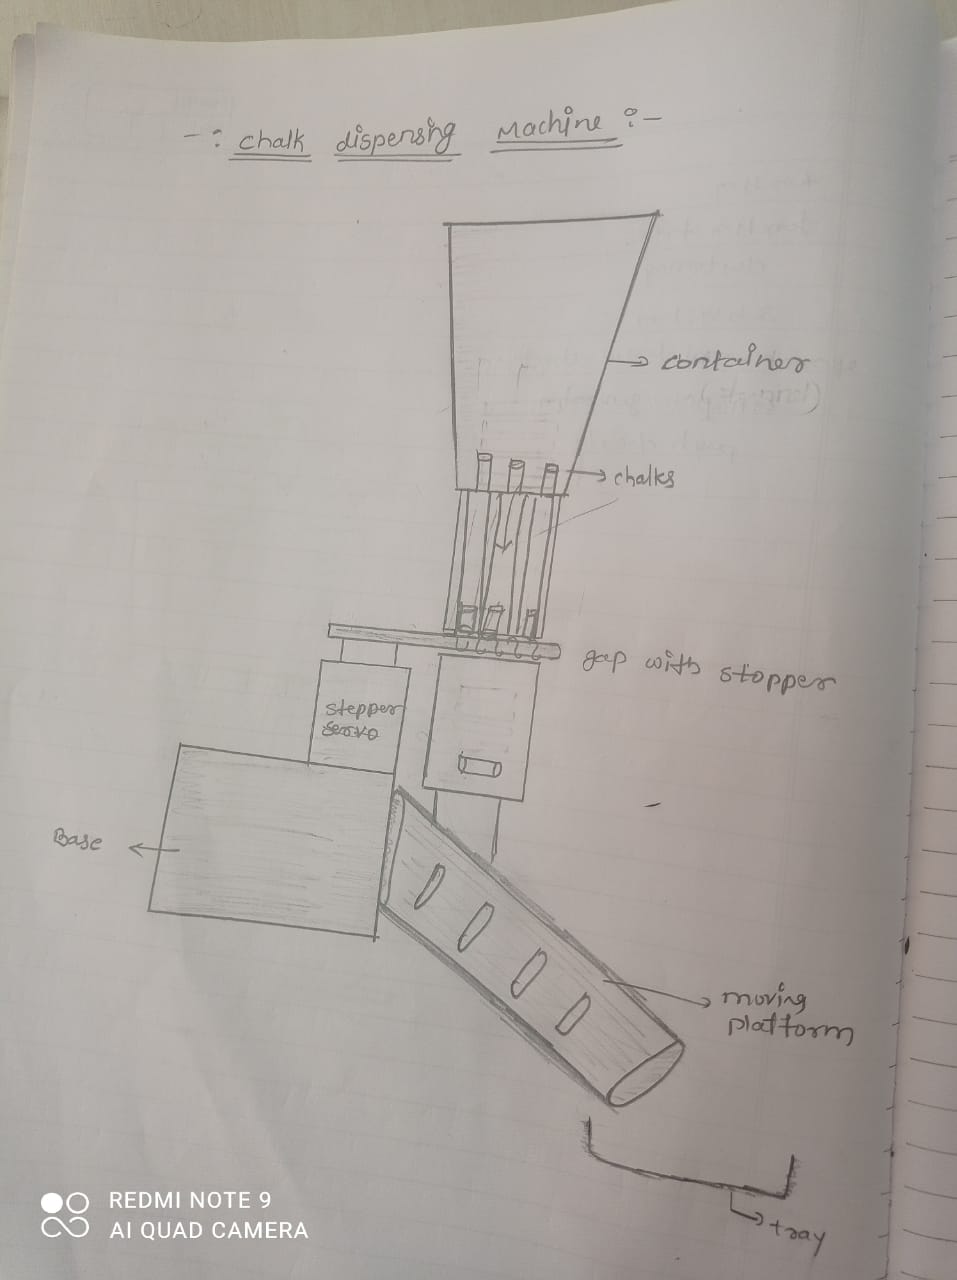 -: chalk dispensing Machine :-
container
chalks
gap with stopper
stepper
servo
Base
moving
platform
tray
REDMI NOTE 9
AI QUAD CAMERA